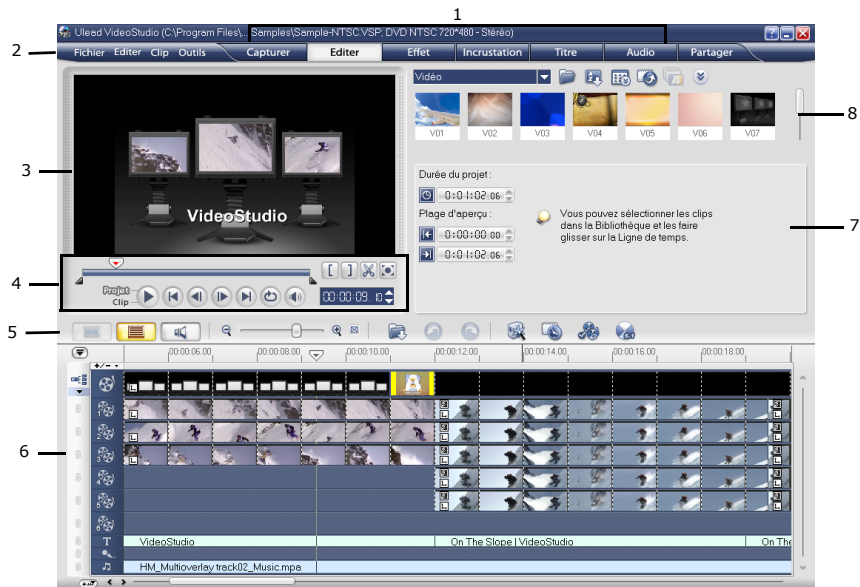 1
Ulead VideoStudio (C:\Program Files\... Samples\Sample-NTSC.VSP, DVD NTSC 720*480 - Stéréo)
2
Fichier Editer Clip Outils Capturer Editer Effet Incrustation Titre Audio Partager
Vidéo
V01 V02 V03 V04 V05 V06 V07
8
3
VideoStudio
Durée du projet :
0:01:02.06
Plage d'aperçu :
0:00:00.00
0:01:02.06
Vous pouvez sélectionner les clips
dans la Bibliothèque et les faire
glisser sur la Ligne de temps.
7
4
Projet
Clip
00:00:09.10
5
00:00:06.00 00:00:08.00 00:00:10.00 00:00:12.00 00:00:14.00 00:00:16.00 00:00:18.00
6
VideoStudio On The Slope | VideoStudio On The
HM_Multioverlay track02_Music.mpa